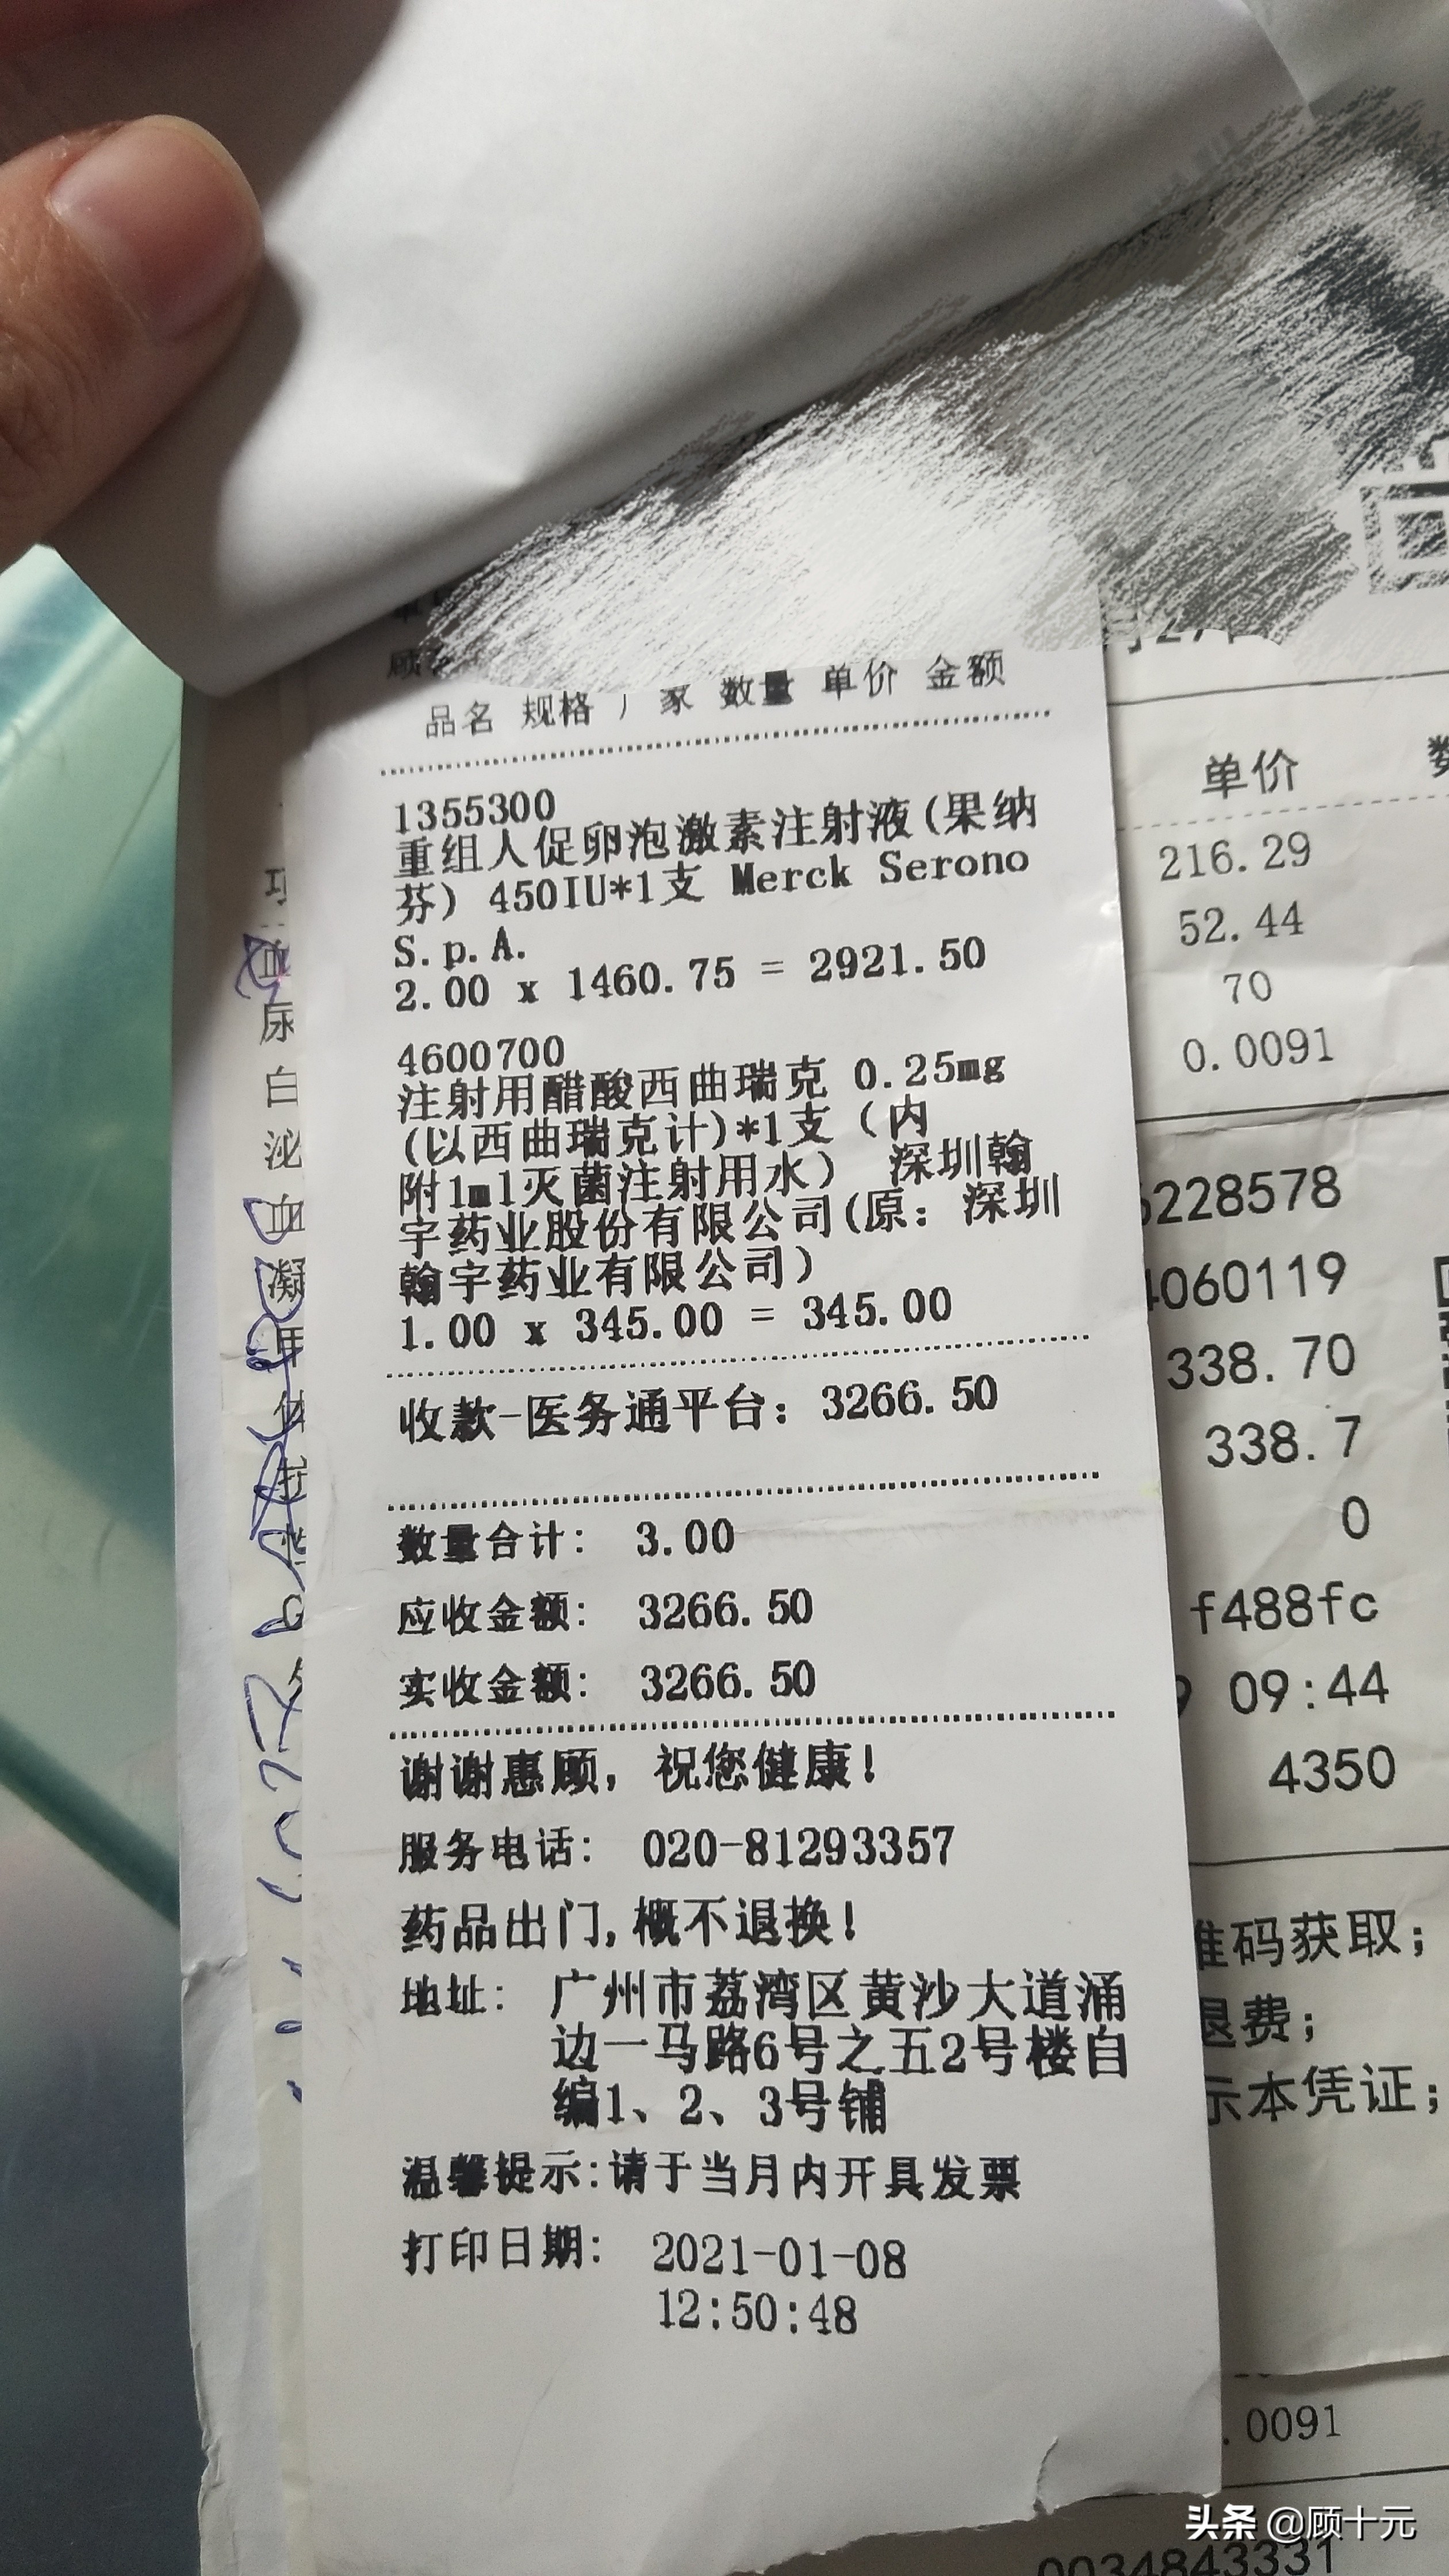 品名 规格 厂家 数量 单价 金额
1355300
重组人促卵泡激素注射液(果纳
芬) 450IU*1支 Merck Serono
S.p.A.
2.00 x 1460.75 = 2921.50
4600700
注射用醋酸西曲瑞克 0.25mg
(以西曲瑞克计)*1支（内
附1ml灭菌注射用水） 深圳翰
宇药业股份有限公司(原：深圳
翰宇药业有限公司)
1.00 x 345.00 = 345.00
收款-医务通平台：3266.50
数量合计: 3.00
应收金额: 3266.50
实收金额: 3266.50
谢谢惠顾，祝您健康!
服务电话: 020-81293357
药品出门,概不退换!
地址: 广州市荔湾区黄沙大道涌
边一马路6号之五2号楼自
编1、2、3号铺
温馨提示:请于当月内开具发票
打印日期: 2021-01-08
12:50:48
单价
216.29
52.44
70
0.0091
228578
060119
338.70
338.7
0
f488fc
09:44
4350
码获取；
退费；
示本凭证；
.0091
0034843331
尿
白
泌
血
凝
头条 @顾十元